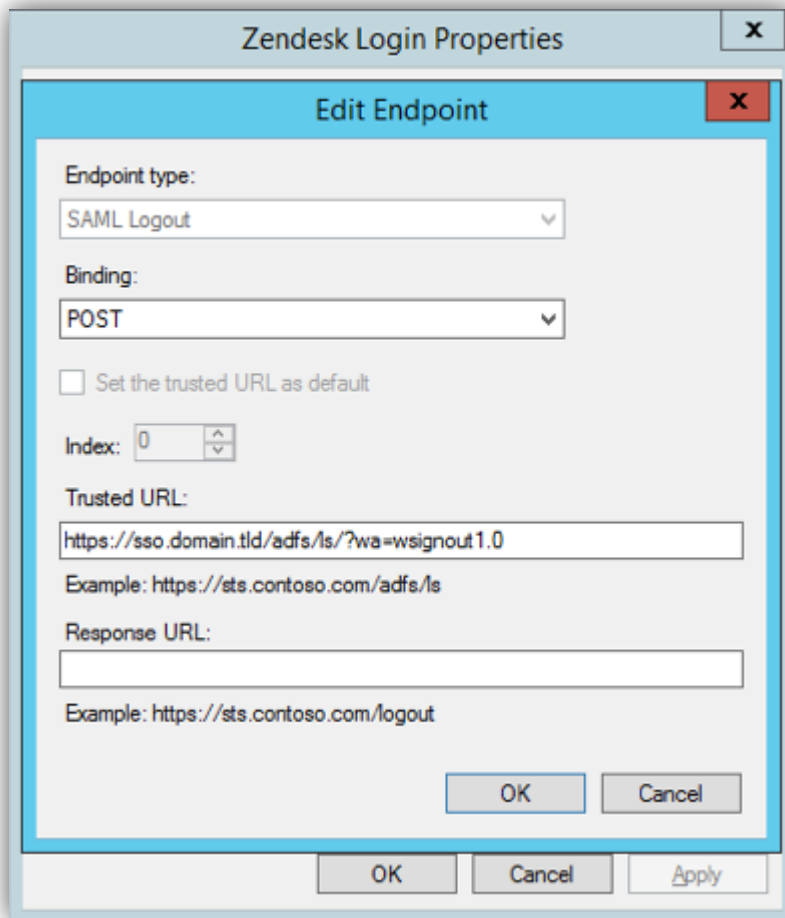 Zendesk Login Properties
x
Edit Endpoint
x
Endpoint type:
SAML Logout
Binding:
POST
Set the trusted URL as default
Index: 0
Trusted URL:
https://sso.domain.tld/adfs/ls/?wa=wsignout1.0
Example: https://sts.contoso.com/adfs/ls
Response URL:
Example: https://sts.contoso.com/logout
OK Cancel
OK Cancel Apply